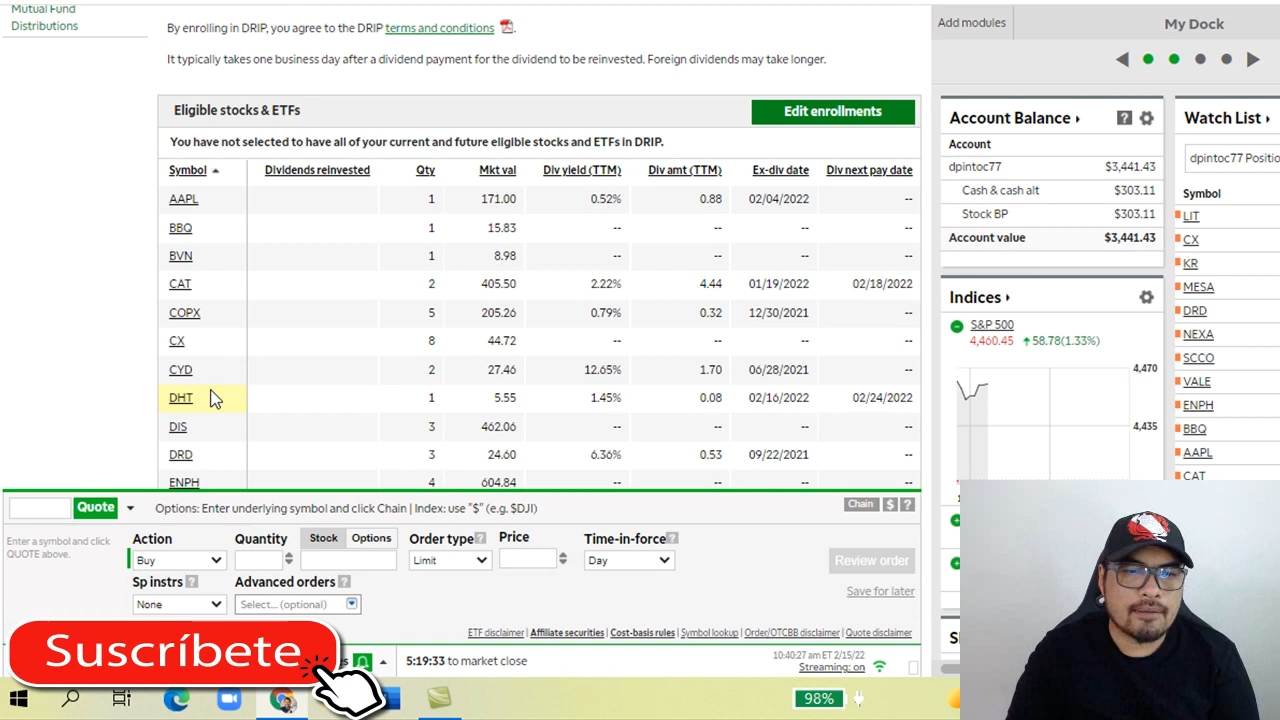 Mutual Fund
Distributions
By enrolling in DRIP, you agree to the DRIP terms and conditions
It typically takes one business day after a dividend payment for the dividend to be reinvested. Foreign dividends may take longer.
Eligible stocks & ETFs
Edit enrollments
You have not selected to have all of your current and future eligible stocks and ETFs in DRIP.
Symbol Dividends reinvested Qty Mkt val Div yield (TTM) Div amt (TTM) Ex-div date Div next pay date
AAPL 1 171.00 0.52% 0.88 02/04/2022 --
BBQ 1 15.83 -- -- -- --
BVN 1 8.98 -- -- -- --
CAT 2 405.50 2.22% 4.44 01/19/2022 02/18/2022
COPX 5 205.26 0.79% 0.32 12/30/2021 --
CX 8 44.72 -- -- -- --
CYD 2 27.46 12.65% 1.70 06/28/2021 --
DHT 1 5.55 1.45% 0.08 02/16/2022 02/24/2022
DIS 3 462.06 -- -- -- --
DRD 3 24.60 6.36% 0.53 09/22/2021 --
ENPH 4 604.84 -- -- -- --
Quote Options: Enter underlying symbol and click Chain | Index: use "$" (e.g. $DJI) Chain $ ?
Enter a symbol and click
QUOTE above.
Action Quantity Stock Options Order type ? Price Time-in-force ?
Buy Limit Day
Review order
Sp instrs ? Advanced orders ?
None Select... (optional)
Save for later
ETF disclaimer | Affiliate securities | Cost-basis rules | Symbol lookup | Order/OTCBB disclaimer | Quote disclaimer
Suscríbete
5:19:33 to market close
10:40:27 am ET 2/15/22
Streaming: on
98%
Add modules
My Dock
Account Balance ?
Account
dpintoc77 $3,441.43
Cash & cash alt $303.11
Stock BP $303.11
Account value $3,441.43
Indices
S&P 500
4,460.45 58.78(1.33%)
4,470
4,435
Watch List
dpintoc77 Positio
Symbol
LIT
CX
KR
MESA
DRD
NEXA
SCCO
VALE
ENPH
BBQ
AAPL
CAT